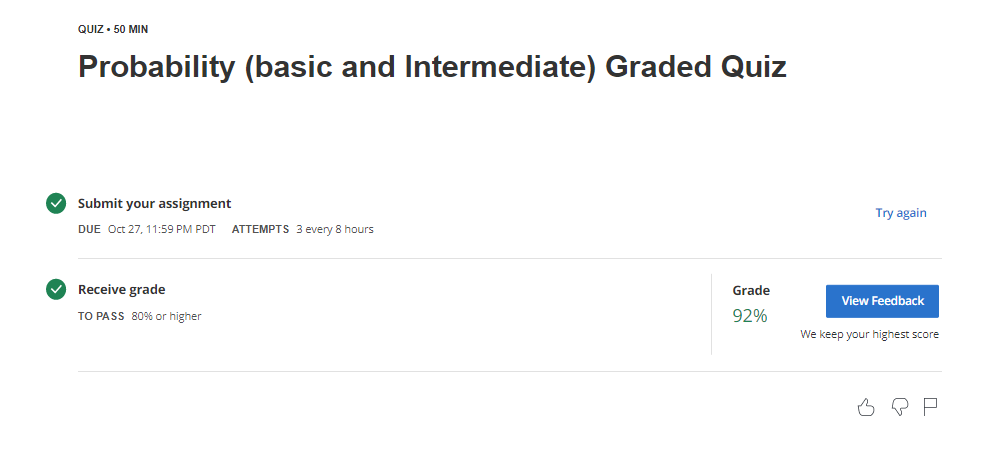 QUIZ • 50 MIN
Probability (basic and Intermediate) Graded Quiz
Submit your assignment
DUE Oct 27, 11:59 PM PDT ATTEMPTS 3 every 8 hours
Try again
Receive grade
TO PASS 80% or higher
Grade
92%
View Feedback
We keep your highest score